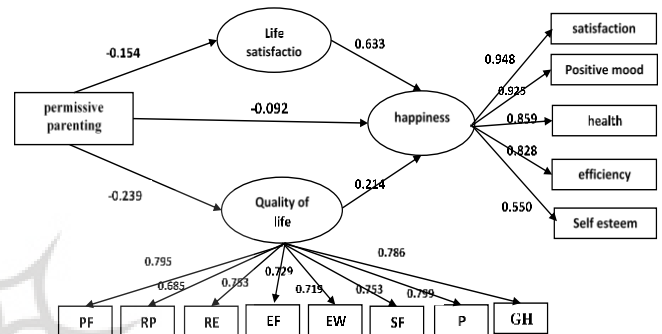 Life
satisfactio
satisfaction
-0.154
0.633
0.948
Positive mood
0.925
permissive
parenting
-0.092
happiness
0.859
health
0.828
efficiency
-0.239
0.214
0.550
Quality of
life
Self esteem
0.795
0.685
0.753
0.729
0.719
0.753
0.799
0.786
PF
RP
RE
EF
EW
SF
P
GH